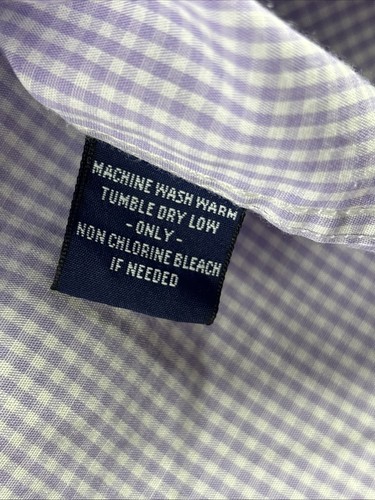 MACHINE WASH WARM
TUMBLE DRY LOW
- ONLY -
NON CHLORINE BLEACH
IF NEEDED